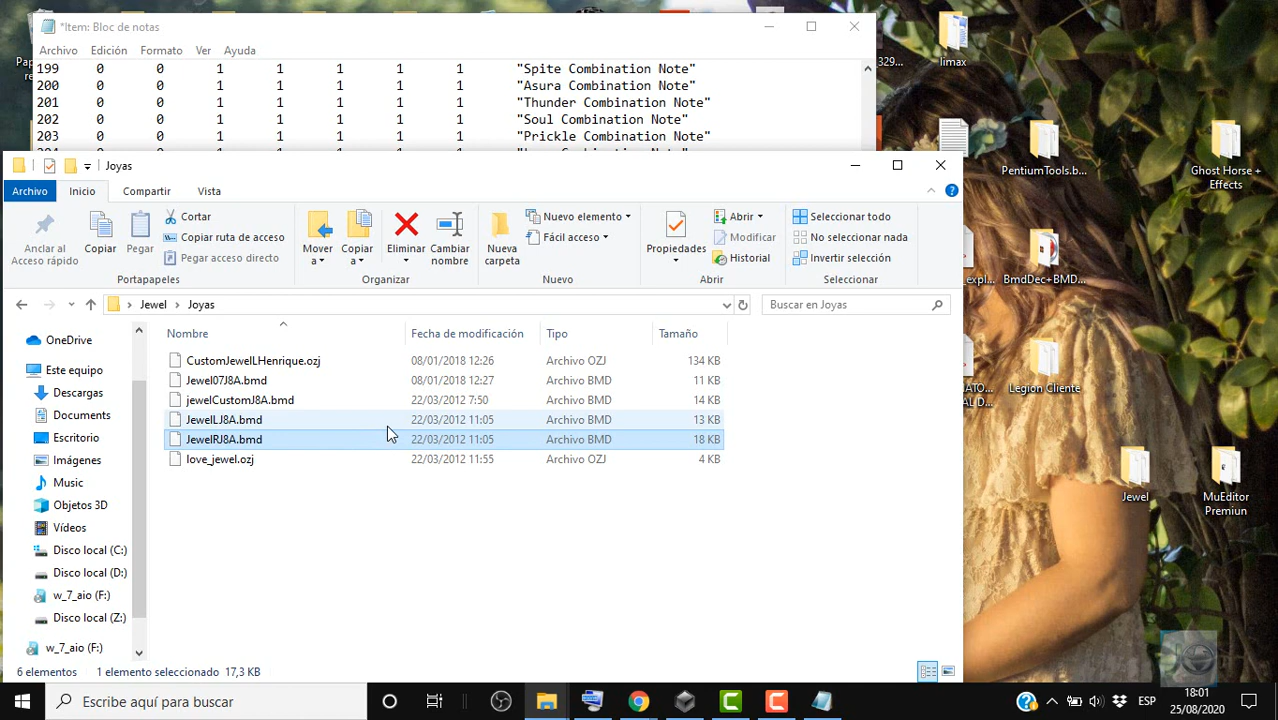 *Item: Bloc de notas
Archivo Edición Formato Ver Ayuda
199 0 0 1 1 1 1 1 "Spite Combination Note"
200 0 0 1 1 1 1 1 "Asura Combination Note"
201 0 0 1 1 1 1 1 "Thunder Combination Note"
202 0 0 1 1 1 1 1 "Soul Combination Note"
203 0 0 1 1 1 1 1 "Prickle Combination Note"
Joyas
Archivo Inicio Compartir Vista
Anclar al Acceso rápido
Copiar
Pegar
Cortar
Copiar ruta de acceso
Pegar acceso directo
Portapapeles
Mover a
Copiar a
Eliminar
Cambiar nombre
Organizar
Nueva carpeta
Nuevo elemento
Fácil acceso
Nuevo
Propiedades
Abrir
Modificar
Historial
Abrir
Seleccionar todo
No seleccionar nada
Invertir selección
Seleccionar
Jewel Joyas
Buscar en Joyas
Nombre Fecha de modificación Tipo Tamaño
CustomJewelLHenrique.ozj 08/01/2018 12:26 Archivo OZJ 134 KB
Jewel07J8A.bmd 08/01/2018 12:27 Archivo BMD 11 KB
jewelCustomJ8A.bmd 22/03/2012 7:50 Archivo BMD 14 KB
JewelLJ8A.bmd 22/03/2012 11:05 Archivo BMD 13 KB
JewelRJ8A.bmd 22/03/2012 11:05 Archivo BMD 18 KB
love_jewel.ozj 22/03/2012 11:55 Archivo OZJ 4 KB
OneDrive
Este equipo
Descargas
Documents
Escritorio
Imágenes
Music
Objetos 3D
Vídeos
Disco local (C:)
Disco local (D:)
w_7_aio (F:)
Disco local (Z:)
w_7_aio (F:)
6 elementos 1 elemento seleccionado 17,3 KB
329...
limax
PentiumTools.b...
Ghost Horse +
Effects
_expl...
BmdDec+BMD...
ATO...
AL D...
Legion Cliente
Jewel
MuEditor
Premiun
Escribe aquí para buscar
ESP
18:01
25/08/2020